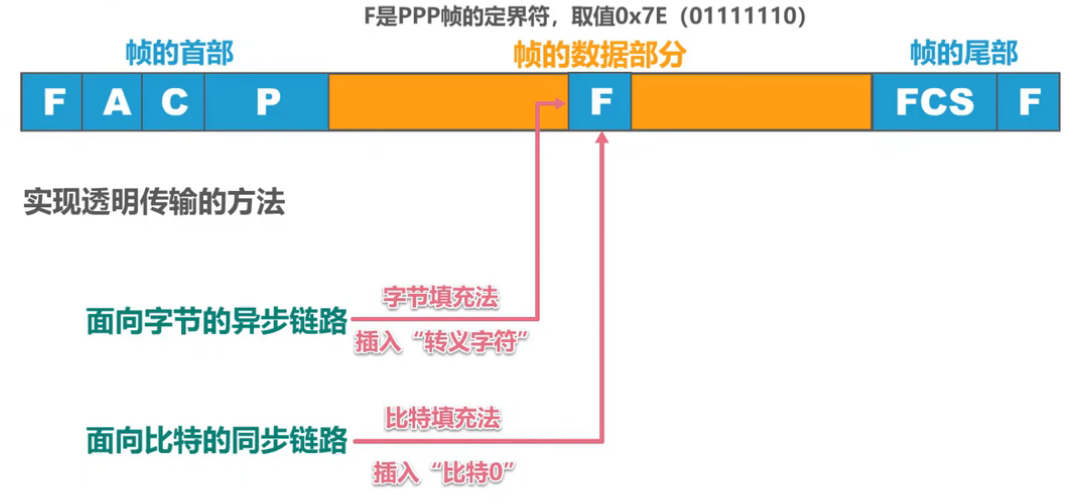 F是PPP帧的定界符，取值0x7E（01111110）
帧的首部 帧的数据部分 帧的尾部
F A C P F FCS F
实现透明传输的方法
字节填充法
面向字节的异步链路
插入“转义字符”
比特填充法
面向比特的同步链路
插入“比特0”